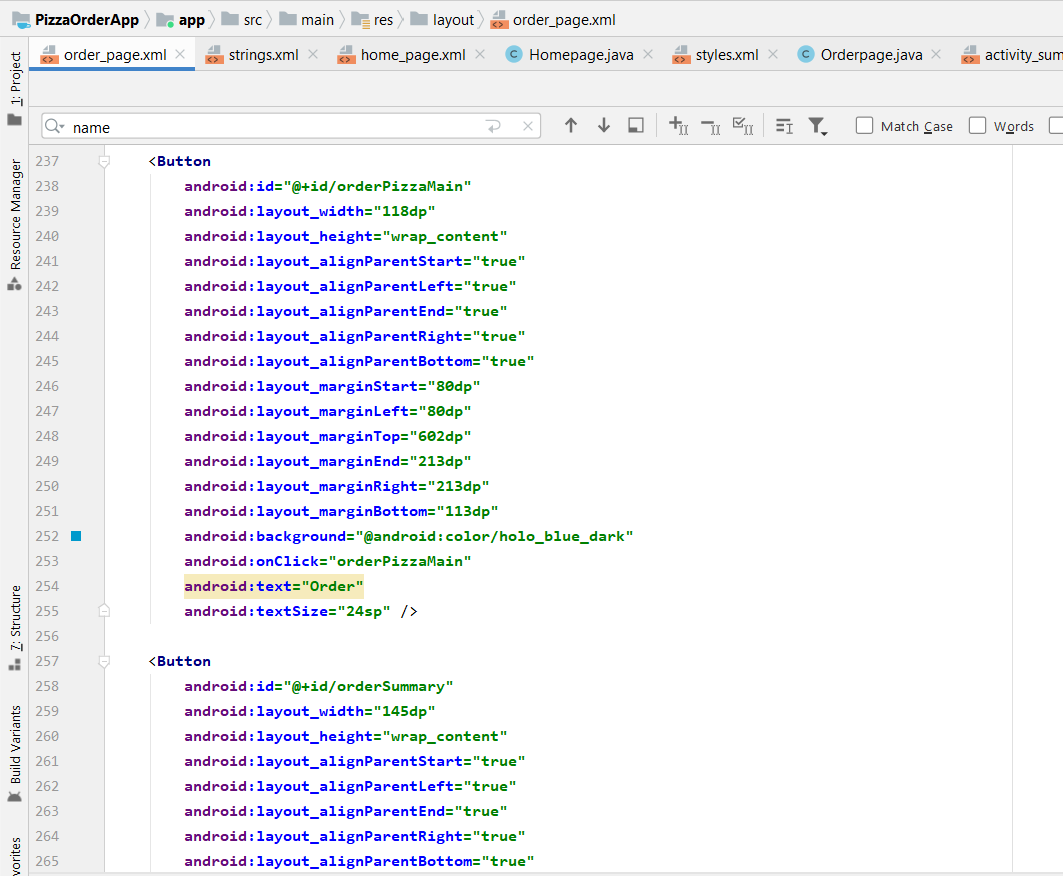 PizzaOrderApp app src main res layout order_page.xml
order_page.xml strings.xml home_page.xml Homepage.java styles.xml Orderpage.java activity_sum
1: Project
Resource Manager
7: Structure
Build Variants
vorites
name Match Case Words
237 <Button
238 android:id="@+id/orderPizzaMain"
239 android:layout_width="118dp"
240 android:layout_height="wrap_content"
241 android:layout_alignParentStart="true"
242 android:layout_alignParentLeft="true"
243 android:layout_alignParentEnd="true"
244 android:layout_alignParentRight="true"
245 android:layout_alignParentBottom="true"
246 android:layout_marginStart="80dp"
247 android:layout_marginLeft="80dp"
248 android:layout_marginTop="602dp"
249 android:layout_marginEnd="213dp"
250 android:layout_marginRight="213dp"
251 android:layout_marginBottom="113dp"
252 android:background="@android:color/holo_blue_dark"
253 android:onClick="orderPizzaMain"
254 android:text="Order"
255 android:textSize="24sp" />
256
257 <Button
258 android:id="@+id/orderSummary"
259 android:layout_width="145dp"
260 android:layout_height="wrap_content"
261 android:layout_alignParentStart="true"
262 android:layout_alignParentLeft="true"
263 android:layout_alignParentEnd="true"
264 android:layout_alignParentRight="true"
265 android:layout_alignParentBottom="true"